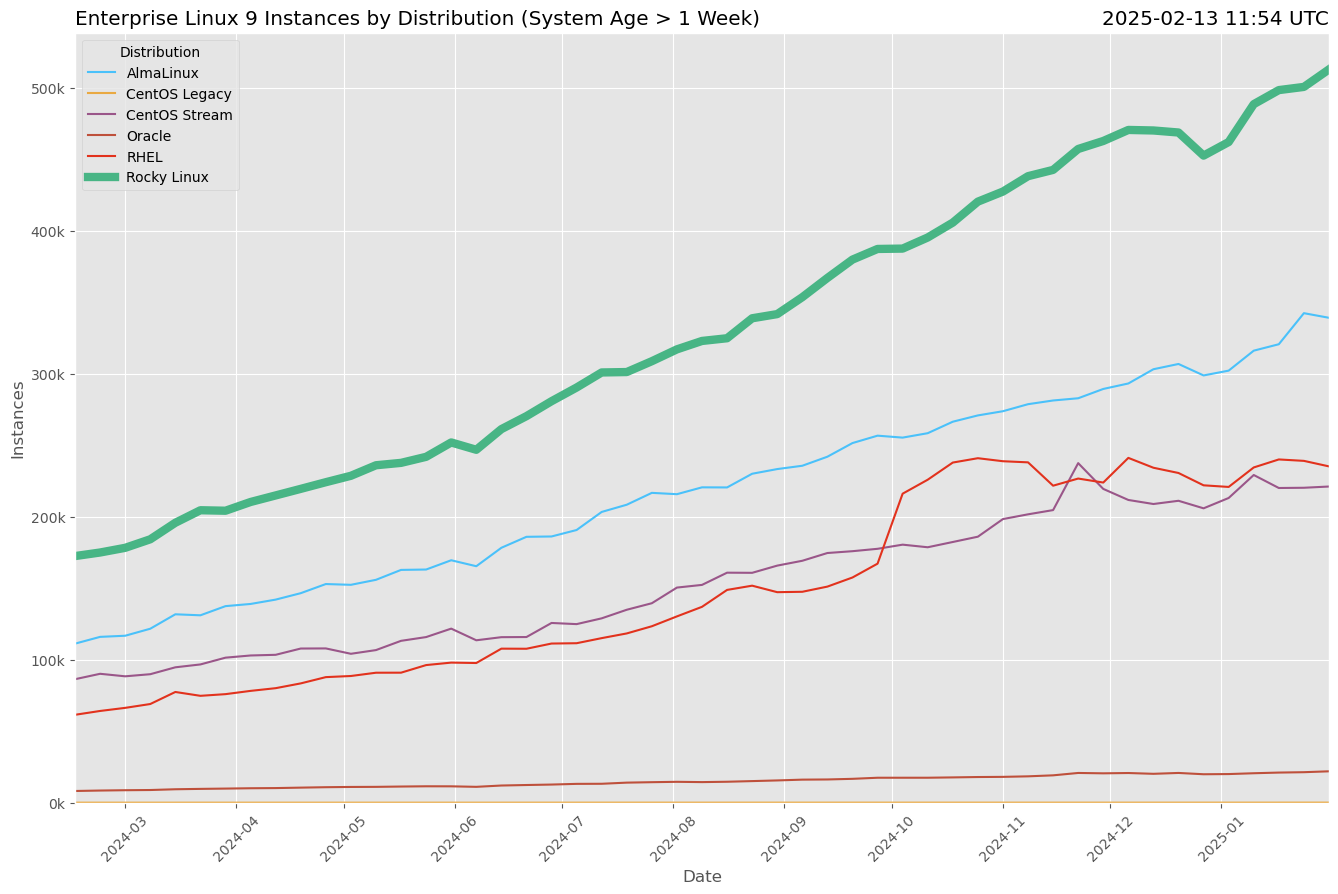 Enterprise Linux 9 Instances by Distribution (System Age > 1 Week)
2025-02-13 11:54 UTC
Distribution
AlmaLinux
CentOS Legacy
CentOS Stream
Oracle
RHEL
Rocky Linux
500k
400k
300k
200k
100k
0k
Instances
2024-03
2024-04
2024-05
2024-06
2024-07
2024-08
2024-09
2024-10
2024-11
2024-12
2025-01
Date